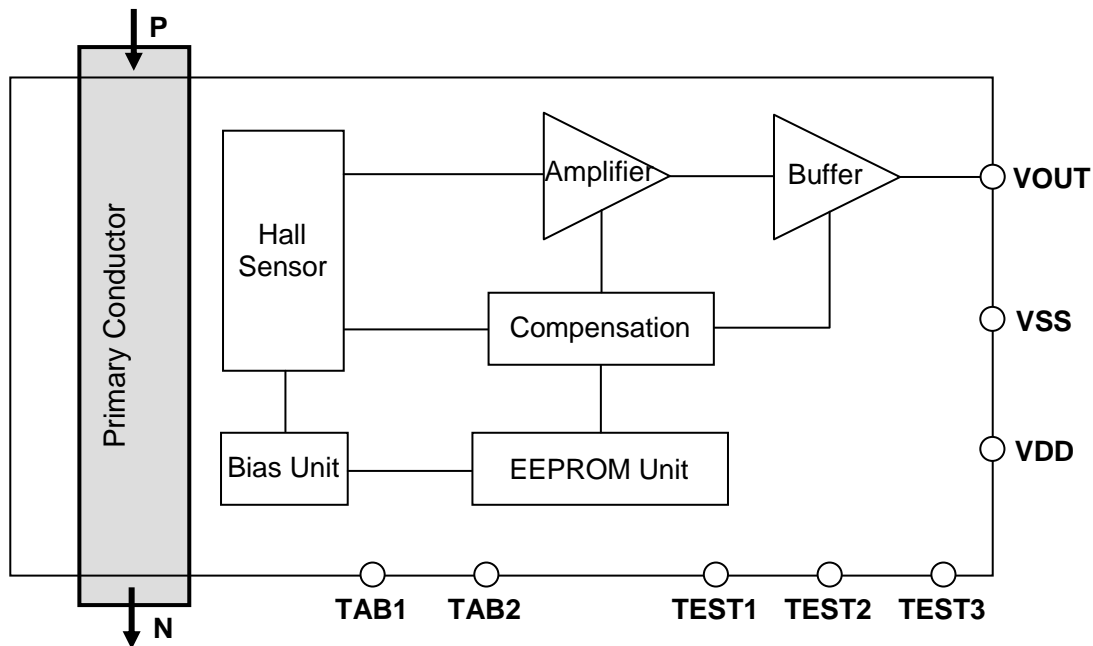 P
Primary Conductor
Hall
Sensor
Amplifier
Buffer
VOUT
Compensation
VSS
Bias Unit
EEPROM Unit
VDD
TAB1
TAB2
TEST1
TEST2
TEST3
N